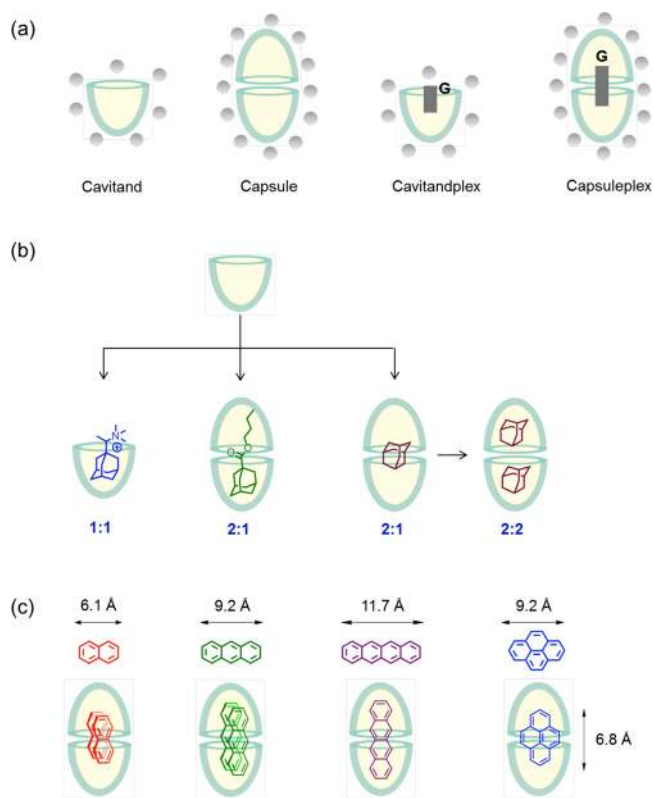 (a)
G
G
Cavitand Capsule Cavitandplex Capsuleplex
(b)
N
⊕
O
O
1:1 2:1 2:1 2:2
(c)
6.1 Å 9.2 Å 11.7 Å 9.2 Å
6.8 Å